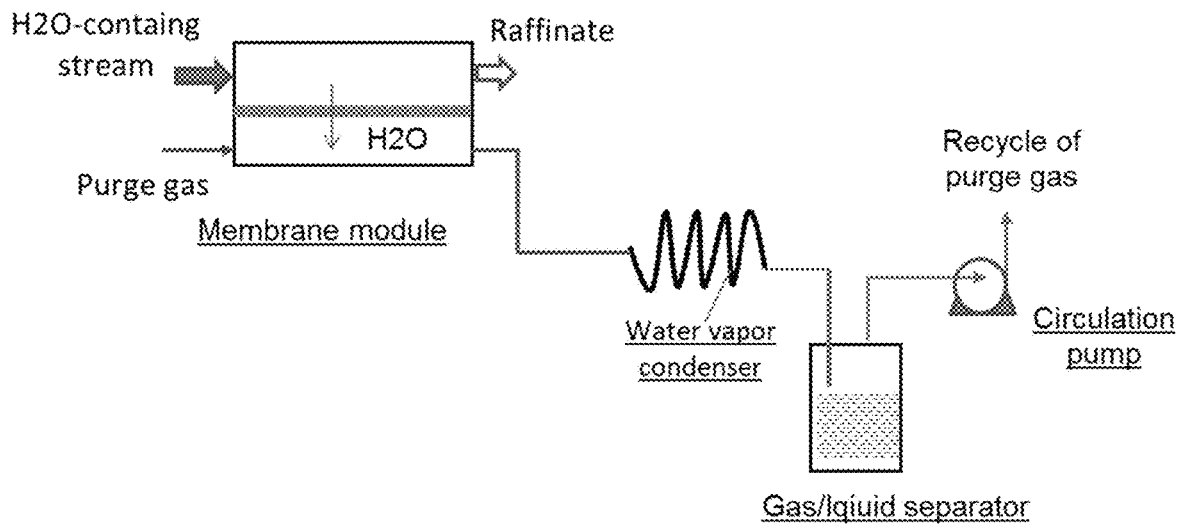 H2O-containg
stream
Raffinate
H2O
Purge gas
Membrane module
Recycle of
purge gas
Water vapor
condenser
Circulation
pump
Gas/lqiuid separator